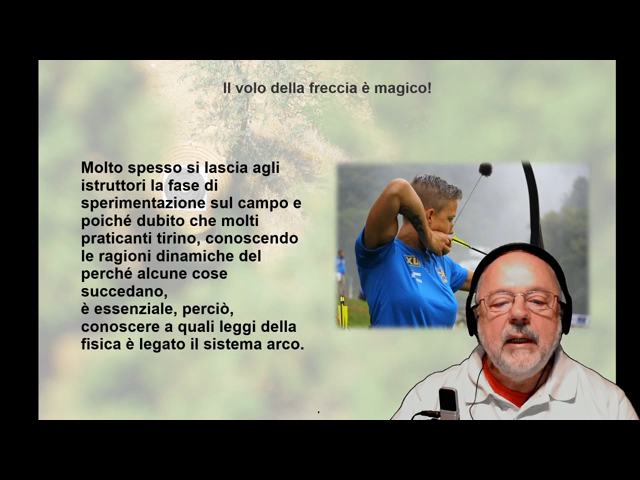 Il volo della freccia è magico!
Molto spesso si lascia agli
istruttori la fase di
sperimentazione sul campo e
poiché dubito che molti
praticanti tirino, conoscendo
le ragioni dinamiche del
perché alcune cose
succedano,
è essenziale, perciò,
conoscere a quali leggi della
fisica è legato il sistema arco.